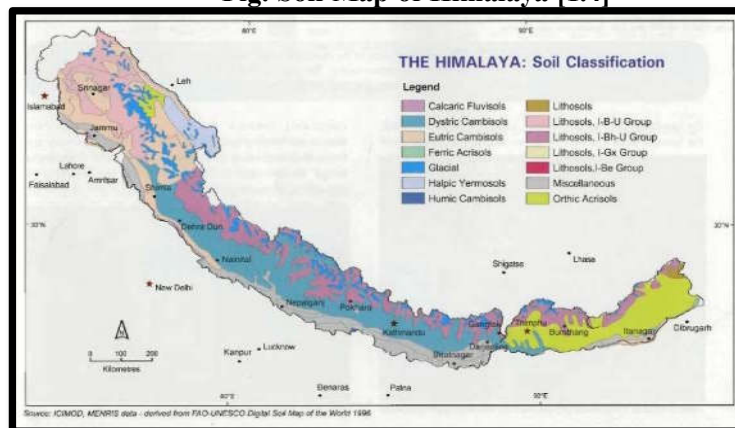 Fig. Soil Map of Himalaya [1.4]
80°E
90°E
THE HIMALAYA: Soil Classification
Legend
Calcaric Fluvisols
Dystric Cambisols
Eutric Cambisols
Ferric Acrisols
Glacial
Halpic Yermosols
Humic Cambisols
Lithosols
Lithosols, I-B-U Group
Lithosols, I-Bh-U Group
Lithosols, I-Gx Group
Lithosols,I-Be Group
Miscellaneous
Orthic Acrisols
Leh
Srinagar
Islamabad
Jammu
Lahore
Amritsar
Faisalabad
Shimla
30°N
30°N
Dehra Dun
Nainital
New Delhi
Shigatse
Lhasa
Nepalganj
Pokhara
Kathmandu
Gangtok
Thimphu
Bumthang
Itanagar
Dibrugarh
Darjeeling
Biratnagar
Lucknow
Kanpur
0 100 200
Kilometres
Benaras
Patna
80°E
90°E
Source: ICIMOD, MENRIS data - derived from FAO-UNESCO Digital Soil Map of the World 1996